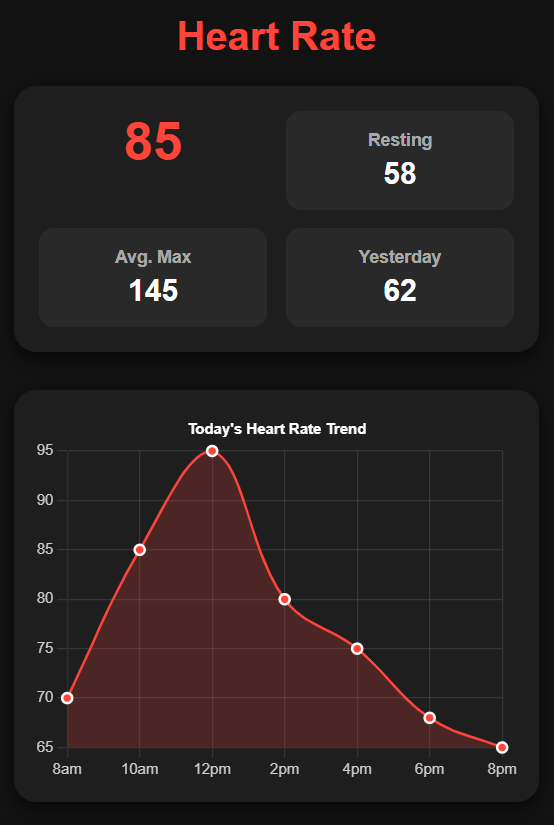 Heart Rate
85
Resting
58
Avg. Max
145
Yesterday
62
Today's Heart Rate Trend
95
90
85
80
75
70
65
8am 10am 12pm 2pm 4pm 6pm 8pm